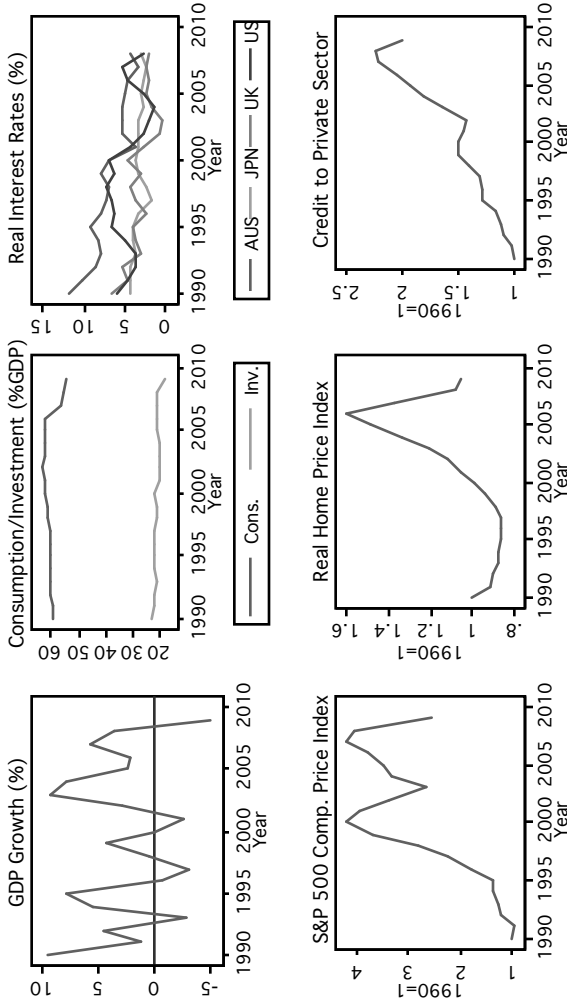 GDP Growth (%)
10
5
0
-5
1990 1995 2000 2005 2010
Year
Consumption/Investment (%GDP)
60
50
40
30
20
1990 1995 2000 2005 2010
Year
Cons. Inv.
Real Interest Rates (%)
15
10
5
0
1990 1995 2000 2005 2010
Year
AUS JPN UK US
S&P 500 Comp. Price Index
4
3
2
1
1990=1
1990 1995 2000 2005 2010
Year
Real Home Price Index
1.6
1.4
1.2
1
.8
1990=1
1990 1995 2000 2005 2010
Year
Credit to Private Sector
2.5
2
1.5
1
1990=1
1990 1995 2000 2005 2010
Year